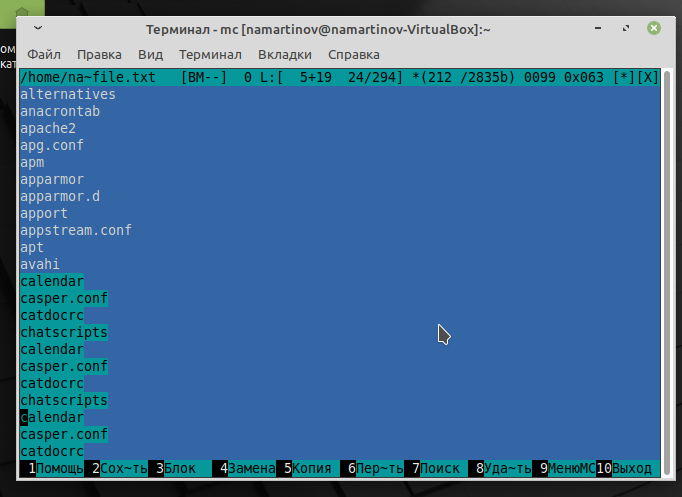 ом
кат
Терминал - mc [namartinov@namartinov-VirtualBox]:~
Файл Правка Вид Терминал Вкладки Справка
/home/na~file.txt [BM--] 0 L:[ 5+19 24/294] *(212 /2835b) 0099 0x063 [*][X]
alternatives
anacrontab
apache2
apg.conf
apm
apparmor
apparmor.d
apport
appstream.conf
apt
avahi
calendar
casper.conf
catdocrc
chatscripts
calendar
casper.conf
catdocrc
chatscripts
calendar
casper.conf
catdocrc
1Помощь 2Сох~ть 3Блок 4Замена 5Копия 6Пер~ть 7Поиск 8Уда~ть 9МенюMC 10Выход